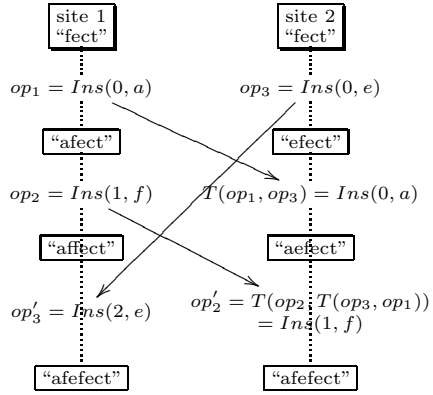 site 1
“fect”
site 2
“fect”
op₁ = Ins(0, a)
op₃ = Ins(0, e)
“afect”
“efect”
op₂ = Ins(1, f)
T(op₁, op₃) = Ins(0, a)
“affect”
“aefect”
op′₃ = Ins(2, e)
op′₂ = T(op₂, T(op₃, op₁))
= Ins(1, f)
“afefect”
“afefect”